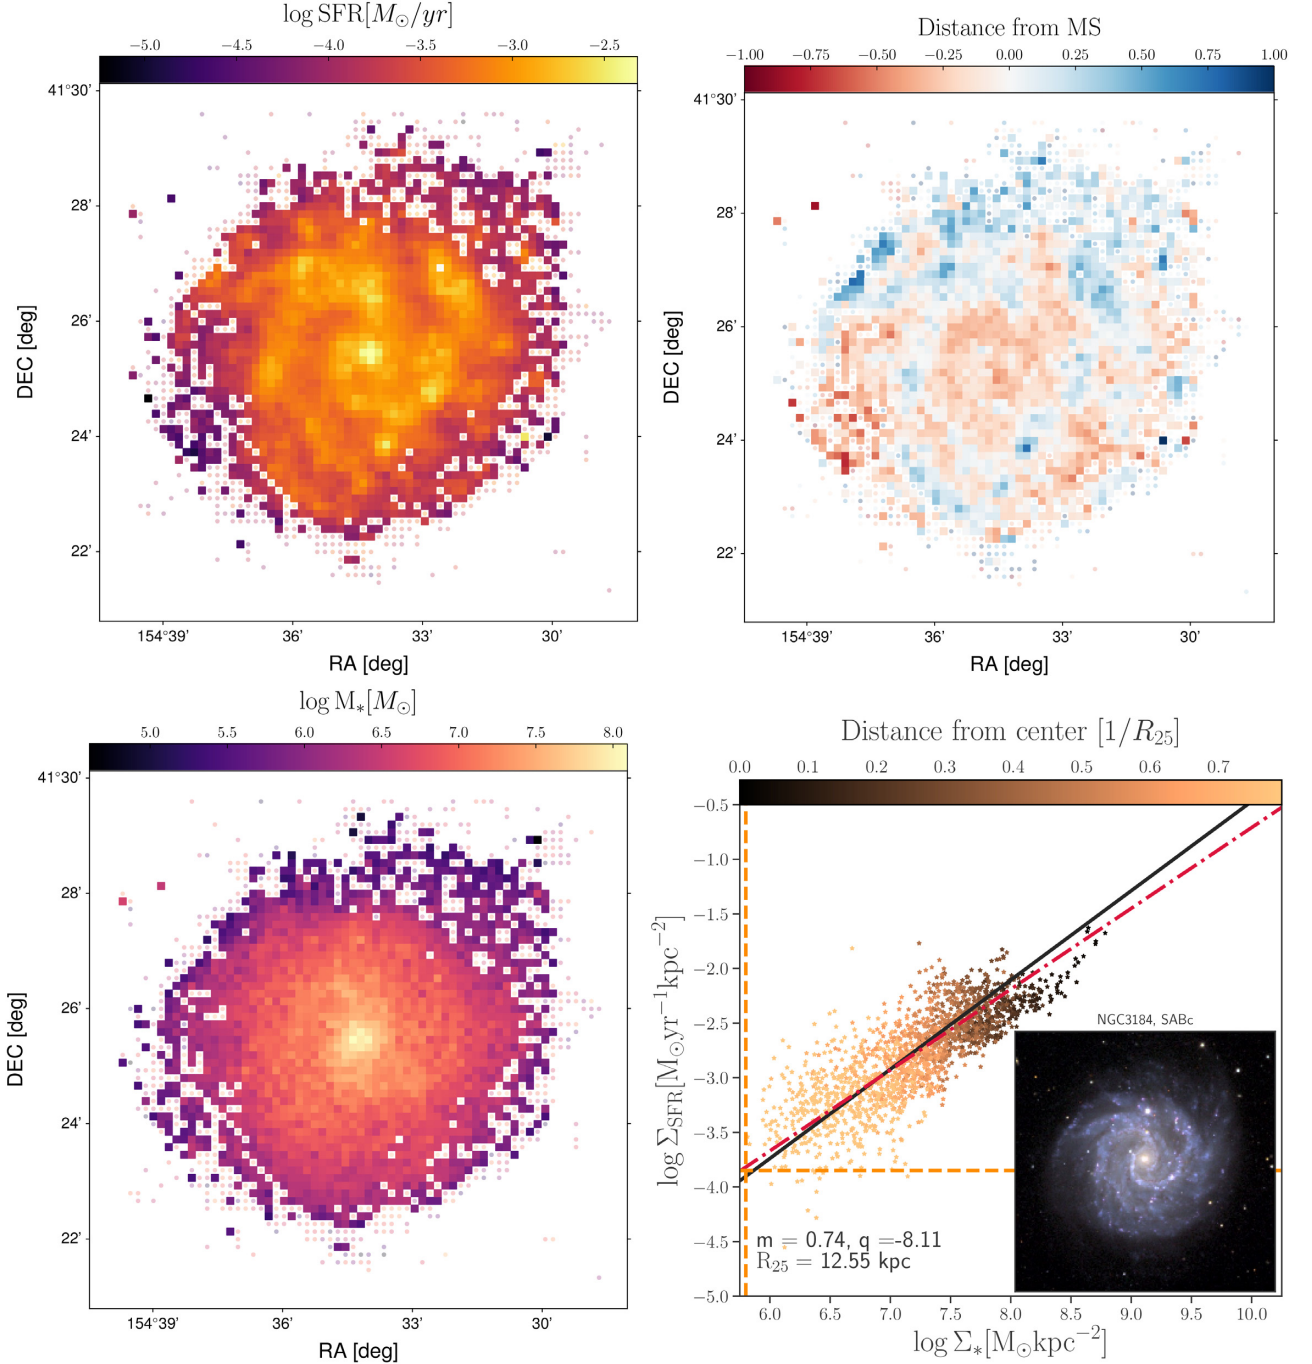 log SFR[M⊙/yr]
−5.0 −4.5 −4.0 −3.5 −3.0 −2.5
41°30'
28'
26'
24'
22'
DEC [deg]
154°39' 36' 33' 30'
RA [deg]
Distance from MS
−1.00 −0.75 −0.50 −0.25 0.00 0.25 0.50 0.75 1.00
41°30'
28'
26'
24'
22'
DEC [deg]
154°39' 36' 33' 30'
RA [deg]
log M∗[M⊙]
5.0 5.5 6.0 6.5 7.0 7.5 8.0
41°30'
28'
26'
24'
22'
DEC [deg]
154°39' 36' 33' 30'
RA [deg]
Distance from center [1/R₂₅]
0.0 0.1 0.2 0.3 0.4 0.5 0.6 0.7
−0.5
−1.0
−1.5
−2.0
−2.5
−3.0
−3.5
−4.0
−4.5
−5.0
log Σ_SFR[M⊙yr⁻¹kpc⁻²]
NGC3184, SABc
m = 0.74, q =-8.11
R₂₅ = 12.55 kpc
6.0 6.5 7.0 7.5 8.0 8.5 9.0 9.5 10.0
log Σ∗[M⊙kpc⁻²]